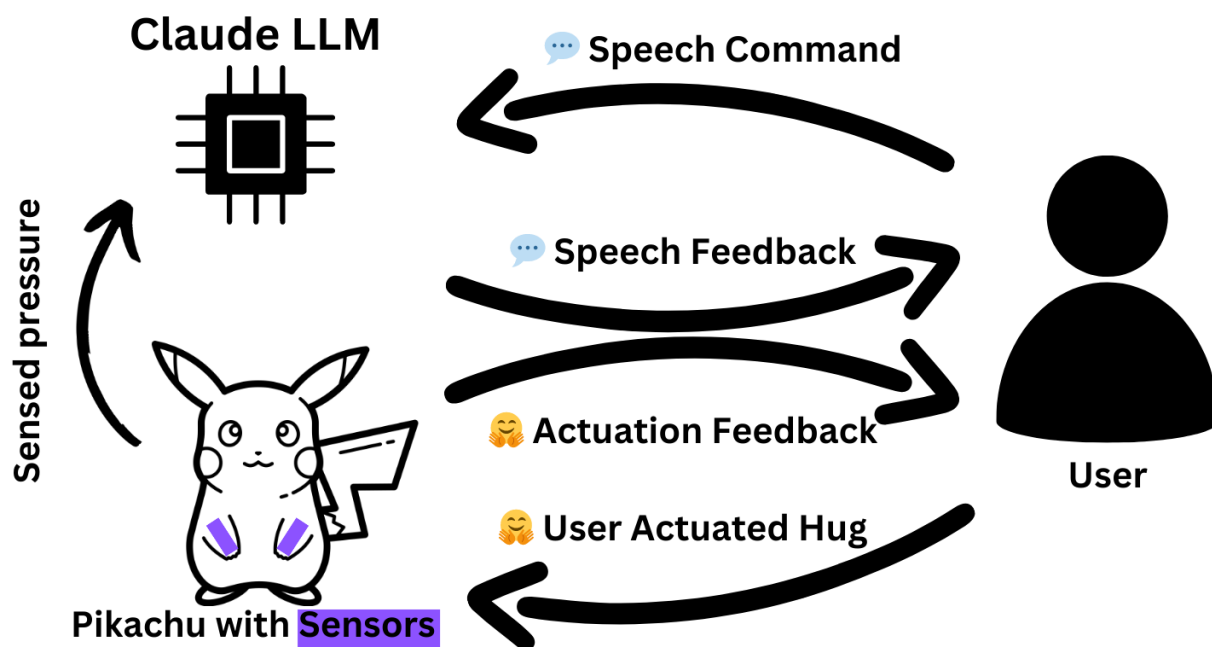 Claude LLM
Speech Command
Sensed pressure
Speech Feedback
Actuation Feedback
User
User Actuated Hug
Pikachu with Sensors